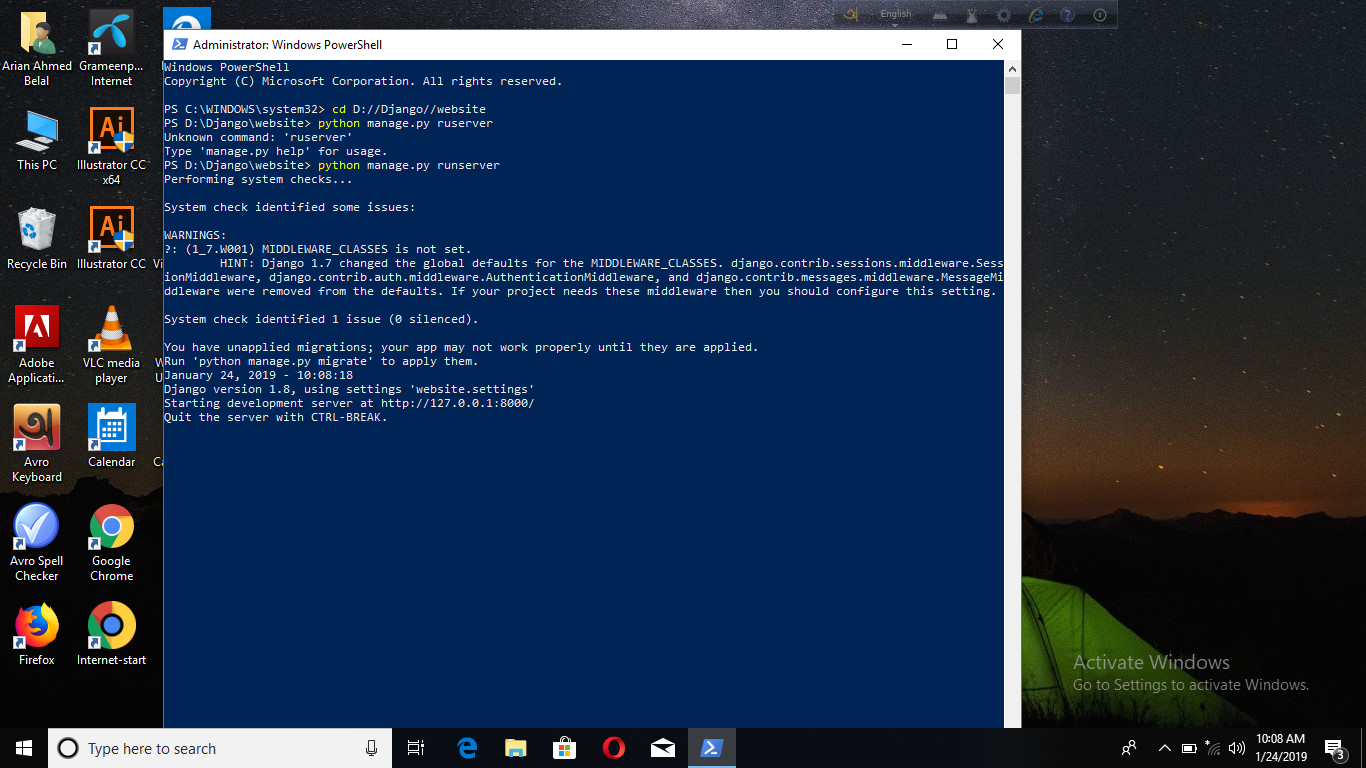 English
Arian Ahmed
Belal
Grameenp...
Internet
This PC
Illustrator CC
x64
Recycle Bin
Illustrator CC
Vi
Adobe
Applicati...
VLC media
player
W
U
Avro
Keyboard
Calendar
Ca
Avro Spell
Checker
Google
Chrome
Firefox
Internet-start
Administrator: Windows PowerShell
Windows PowerShell
Copyright (C) Microsoft Corporation. All rights reserved.
PS C:\WINDOWS\system32> cd D://Django//website
PS D:\Django\website> python manage.py ruserver
Unknown command: 'ruserver'
Type 'manage.py help' for usage.
PS D:\Django\website> python manage.py runserver
Performing system checks...
System check identified some issues:
WARNINGS:
?: (1_7.W001) MIDDLEWARE_CLASSES is not set.
HINT: Django 1.7 changed the global defaults for the MIDDLEWARE_CLASSES. django.contrib.sessions.middleware.Sess
ionMiddleware, django.contrib.auth.middleware.AuthenticationMiddleware, and django.contrib.messages.middleware.MessageMi
ddleware were removed from the defaults. If your project needs these middleware then you should configure this setting.
System check identified 1 issue (0 silenced).
You have unapplied migrations; your app may not work properly until they are applied.
Run 'python manage.py migrate' to apply them.
January 24, 2019 - 10:08:18
Django version 1.8, using settings 'website.settings'
Starting development server at http://127.0.0.1:8000/
Quit the server with CTRL-BREAK.
Activate Windows
Go to Settings to activate Windows.
Type here to search
10:08 AM
1/24/2019
3